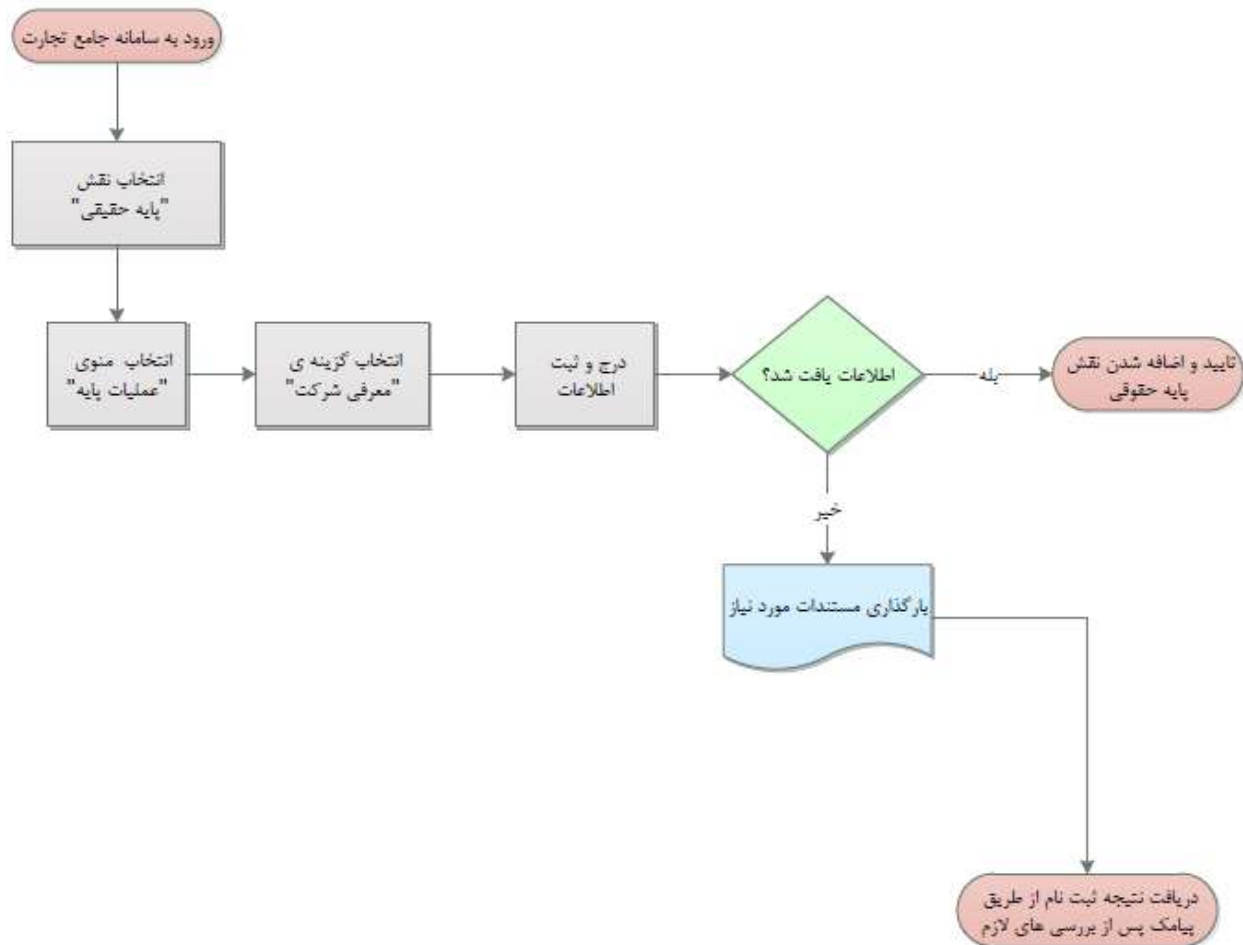 ورود به سامانه جامع تجارت
انتخاب نقش
"پایه حقیقی"
انتخاب منوی
"عملیات پایه"
انتخاب گزینه ی
"معرفی شرکت"
درج و ثبت
اطلاعات
اطلاعات یافت شد؟
بله
تایید و اضافه شدن نقش
پایه حقوقی
خیر
بارگذاری مستندات مورد نیاز
دریافت نتیجه ثبت نام از طریق
پیامک پس از بررسی های لازم